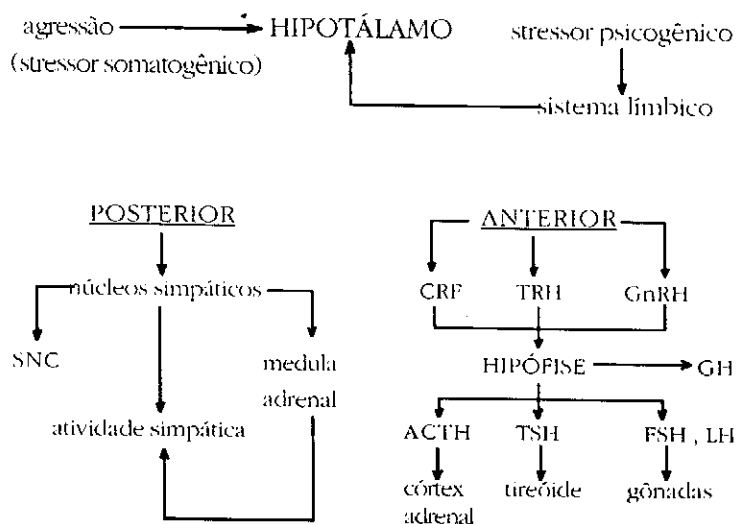 agressão HIPOTÁLAMO stressor psicogênico
(stressor somatogênico)
sistema límbico
POSTERIOR ANTERIOR
núcleos simpáticos CRF TRH GnRH
SNC medula HIPÓFISE GH
adrenal
atividade simpática ACTH TSH FSH , LH
córtex tireóide gônadas
adrenal